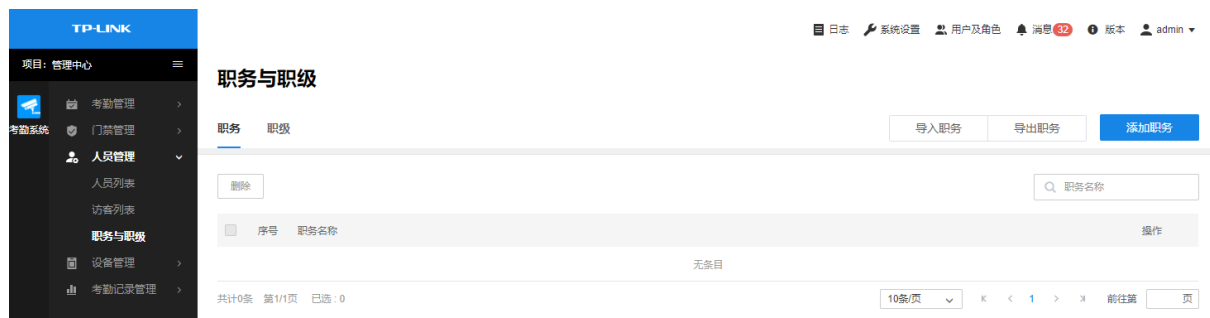 TP-LINK
日志 系统设置 用户及角色 消息 32 版本 admin
项目：管理中心
职务与职级
考勤系统
考勤管理
门禁管理
人员管理
人员列表
访客列表
职务与职级
设备管理
考勤记录管理
职务 职级 导入职务 导出职务 添加职务
删除 职务名称
序号 职务名称 操作
无条目
共计0条 第1/1页 已选：0 10条/页 1 前往第 页